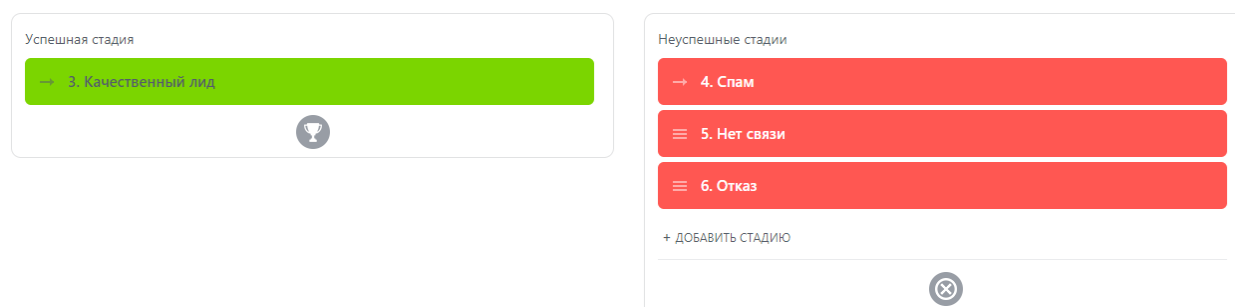 Успешная стадия
3. Качественный лид
Неуспешные стадии
4. Спам
5. Нет связи
6. Отказ
+ ДОБАВИТЬ СТАДИЮ